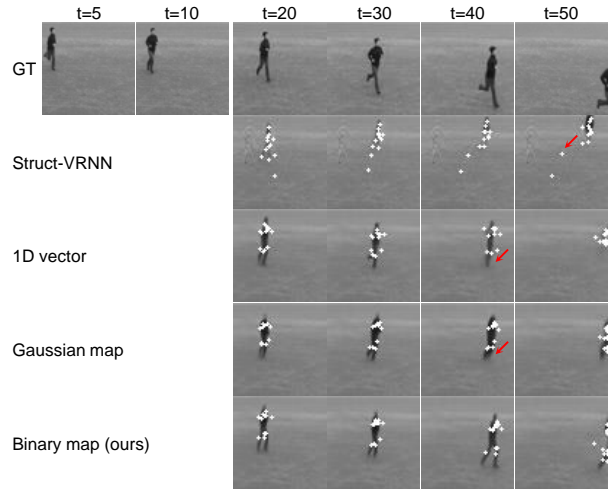 t=5 t=10 t=20 t=30 t=40 t=50
GT
Struct-VRNN
1D vector
Gaussian map
Binary map (ours)